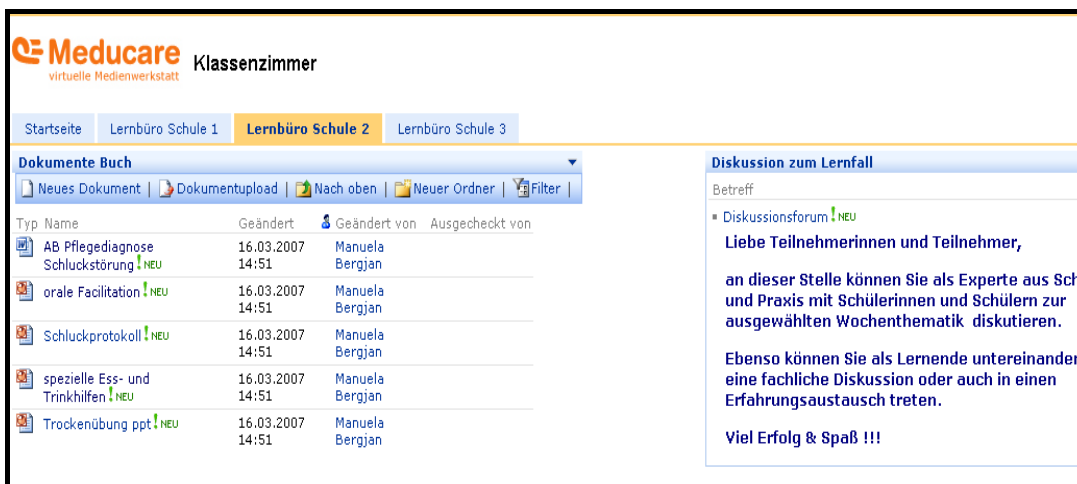 Meducare
virtuelle Medienwerkstatt
Klassenzimmer
Startseite Lernbüro Schule 1 Lernbüro Schule 2 Lernbüro Schule 3
Dokumente Buch
Neues Dokument | Dokumentupload | Nach oben | Neuer Ordner | Filter |
Typ Name Geändert Geändert von Ausgecheckt von
AB Pflegediagnose 16.03.2007 Manuela
Schluckstörung ! NEU 14:51 Bergjan
orale Facilitation ! NEU 16.03.2007 Manuela
14:51 Bergjan
Schluckprotokoll ! NEU 16.03.2007 Manuela
14:51 Bergjan
spezielle Ess- und 16.03.2007 Manuela
Trinkhilfen ! NEU 14:51 Bergjan
Trockenübung ppt ! NEU 16.03.2007 Manuela
14:51 Bergjan
Diskussion zum Lernfall
Betreff
Diskussionsforum ! NEU
Liebe Teilnehmerinnen und Teilnehmer,
an dieser Stelle können Sie als Experte aus Sch
und Praxis mit Schülerinnen und Schülern zur
ausgewählten Wochenthematik diskutieren.
Ebenso können Sie als Lernende untereinander
eine fachliche Diskussion oder auch in einen
Erfahrungsaustausch treten.
Viel Erfolg & Spaß !!!